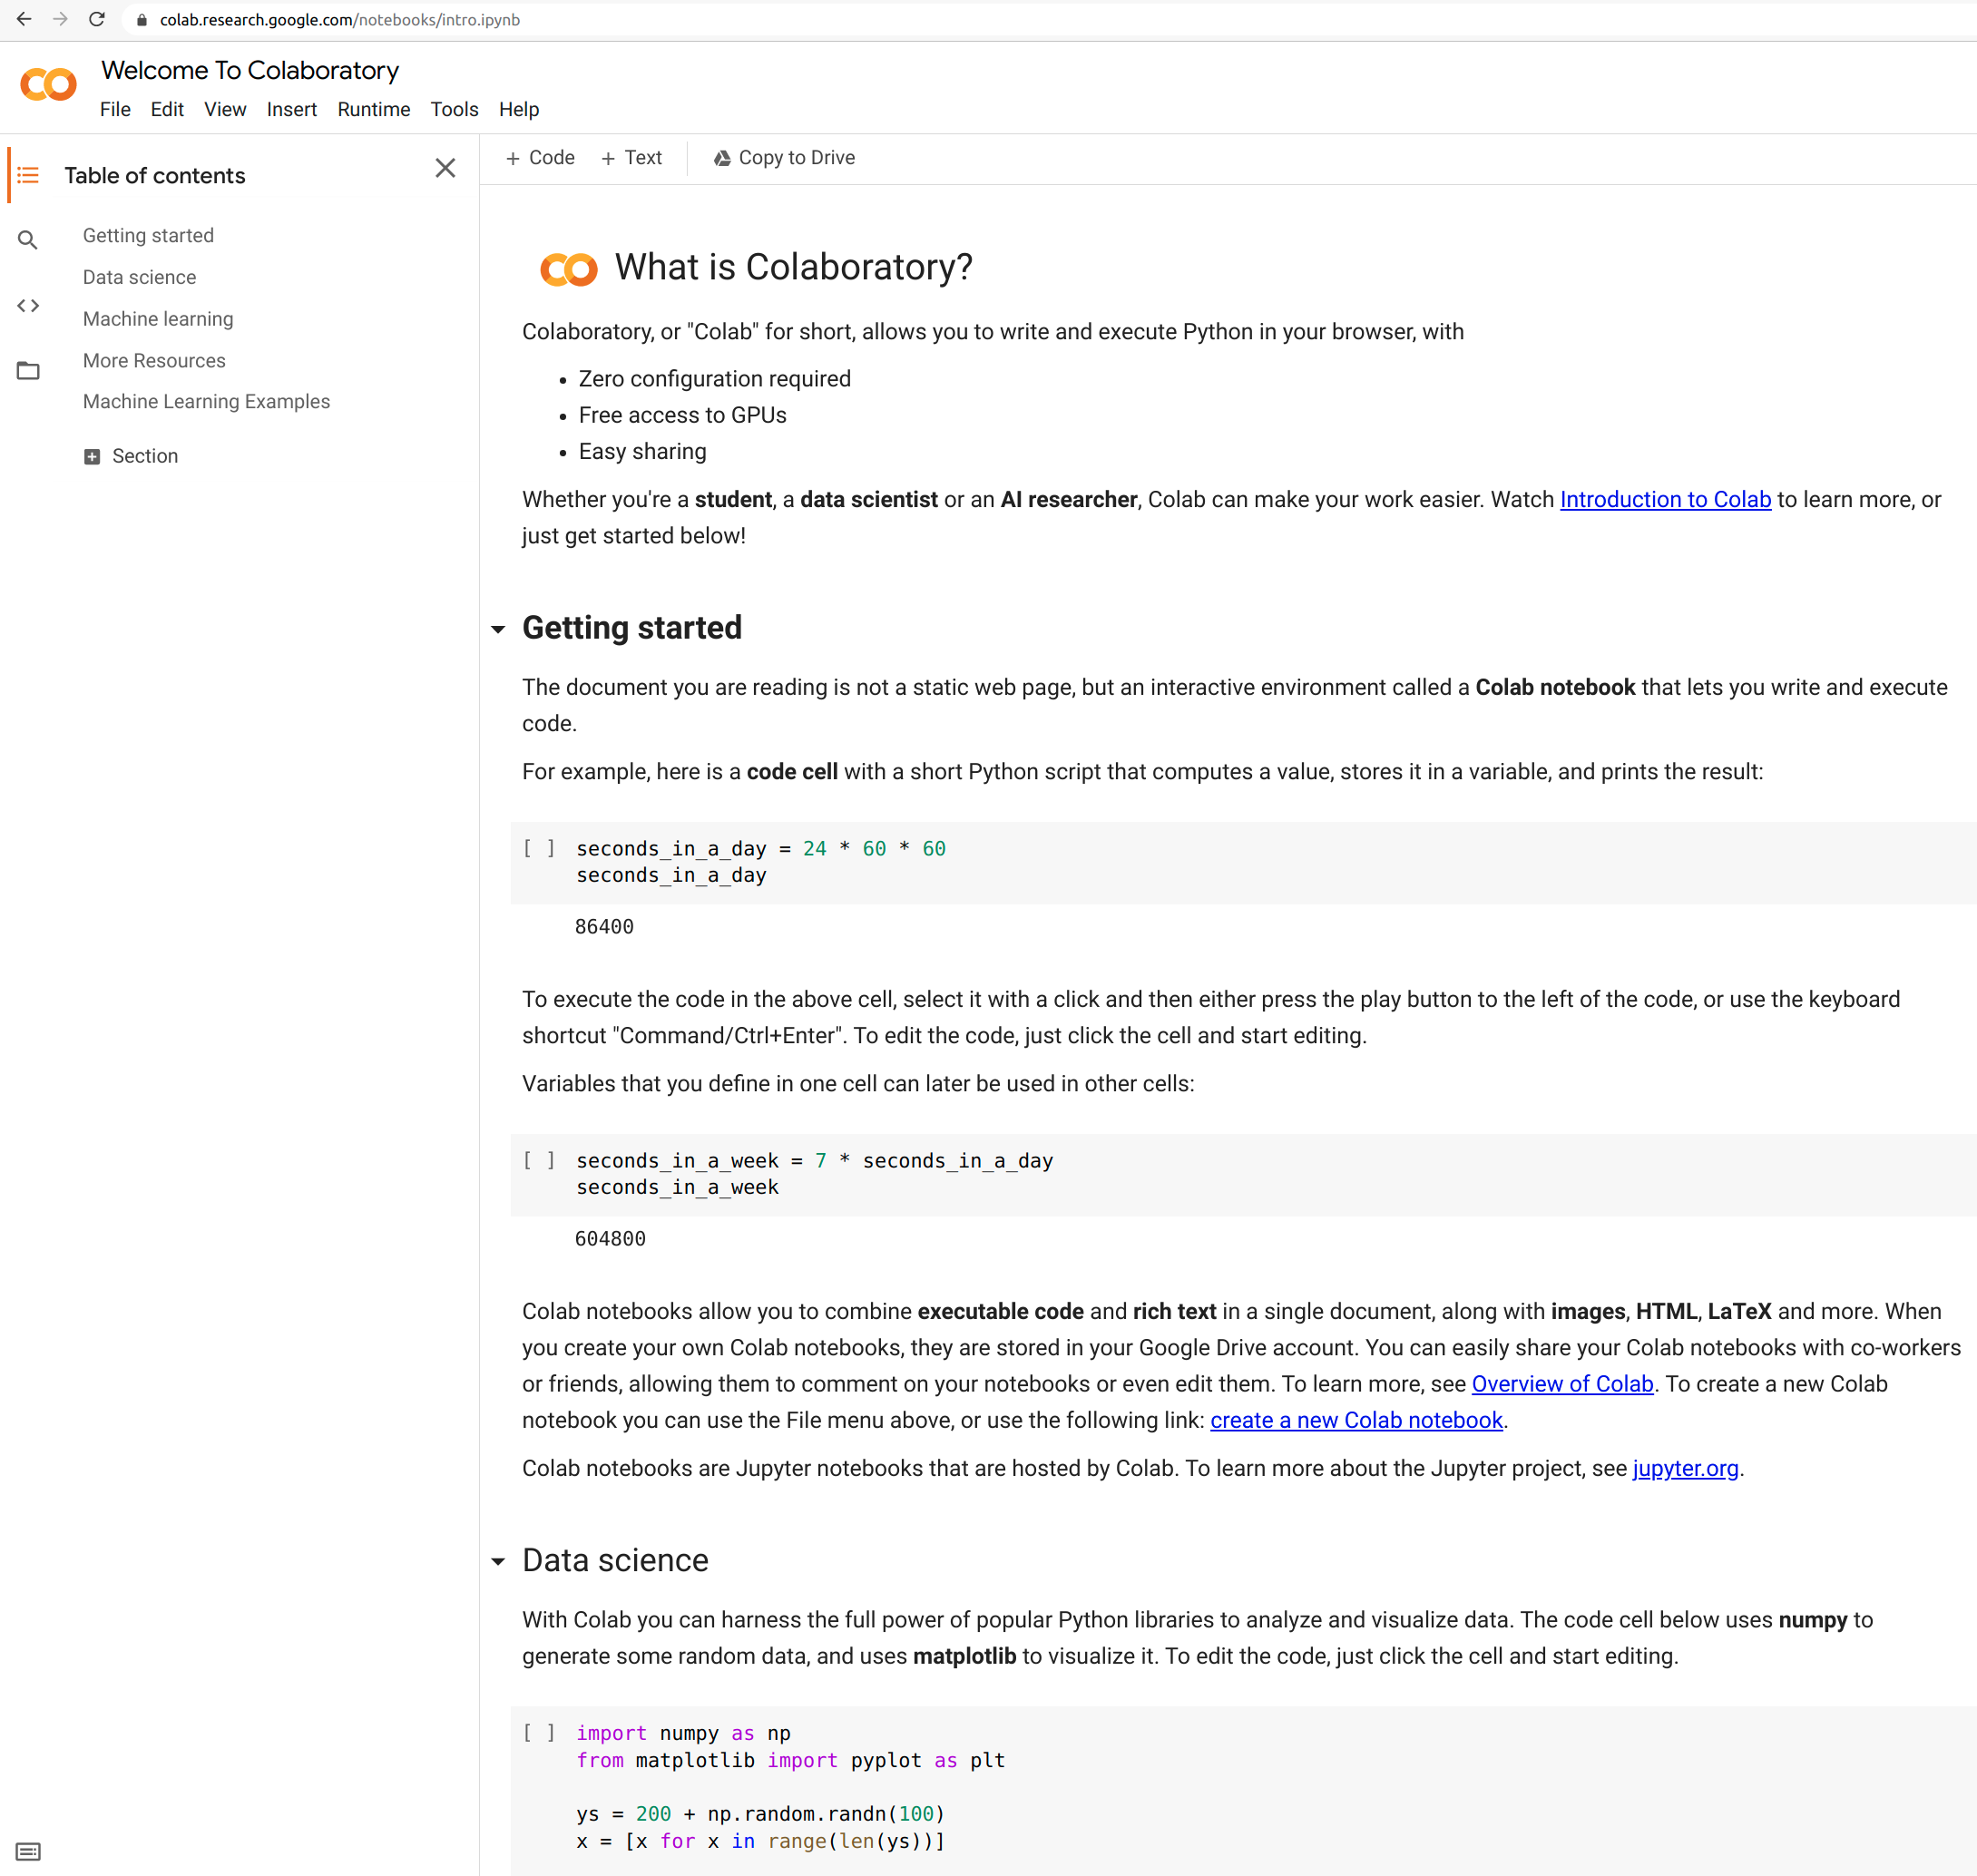 colab.research.google.com/notebooks/intro.ipynb
Welcome To Colaboratory
File Edit View Insert Runtime Tools Help
Table of contents
Getting started
Data science
Machine learning
More Resources
Machine Learning Examples
Section
+ Code + Text Copy to Drive
What is Colaboratory?
Colaboratory, or "Colab" for short, allows you to write and execute Python in your browser, with
• Zero configuration required
• Free access to GPUs
• Easy sharing
Whether you're a student, a data scientist or an AI researcher, Colab can make your work easier. Watch Introduction to Colab to learn more, or
just get started below!
Getting started
The document you are reading is not a static web page, but an interactive environment called a Colab notebook that lets you write and execute
code.
For example, here is a code cell with a short Python script that computes a value, stores it in a variable, and prints the result:
[ ] seconds_in_a_day = 24 * 60 * 60
seconds_in_a_day
86400
To execute the code in the above cell, select it with a click and then either press the play button to the left of the code, or use the keyboard
shortcut "Command/Ctrl+Enter". To edit the code, just click the cell and start editing.
Variables that you define in one cell can later be used in other cells:
[ ] seconds_in_a_week = 7 * seconds_in_a_day
seconds_in_a_week
604800
Colab notebooks allow you to combine executable code and rich text in a single document, along with images, HTML, LaTeX and more. When
you create your own Colab notebooks, they are stored in your Google Drive account. You can easily share your Colab notebooks with co-workers
or friends, allowing them to comment on your notebooks or even edit them. To learn more, see Overview of Colab. To create a new Colab
notebook you can use the File menu above, or use the following link: create a new Colab notebook.
Colab notebooks are Jupyter notebooks that are hosted by Colab. To learn more about the Jupyter project, see jupyter.org.
Data science
With Colab you can harness the full power of popular Python libraries to analyze and visualize data. The code cell below uses numpy to
generate some random data, and uses matplotlib to visualize it. To edit the code, just click the cell and start editing.
[ ] import numpy as np
from matplotlib import pyplot as plt
ys = 200 + np.random.randn(100)
x = [x for x in range(len(ys))]